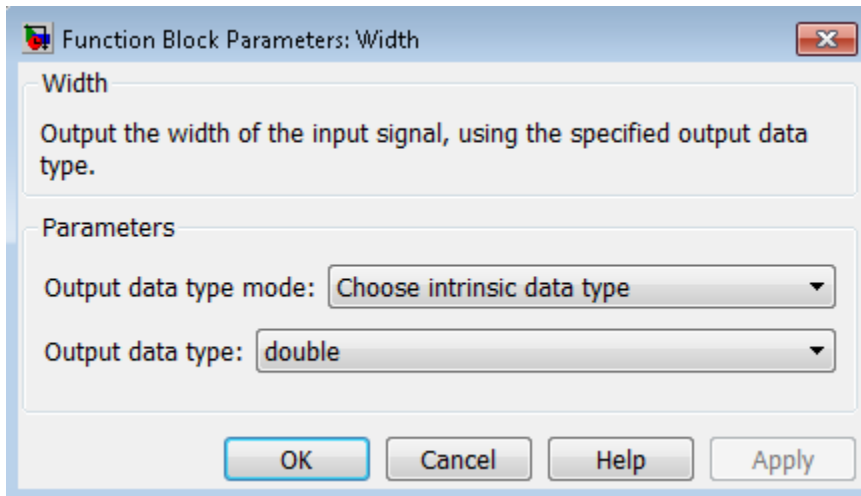 Function Block Parameters: Width
Width
Output the width of the input signal, using the specified output data
type.
Parameters
Output data type mode: Choose intrinsic data type
Output data type: double
OK Cancel Help Apply